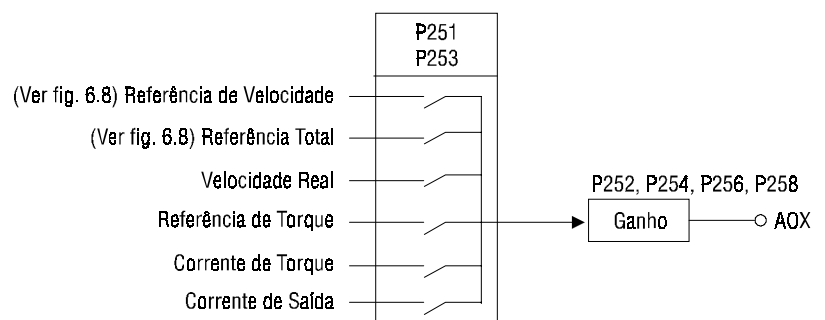 P251
P253
(Ver fig. 6.8) Referência de Velocidade
(Ver fig. 6.8) Referência Total
Velocidade Real
P252, P254, P256, P258
Referência de Torque
Ganho
AOX
Corrente de Torque
Corrente de Saída